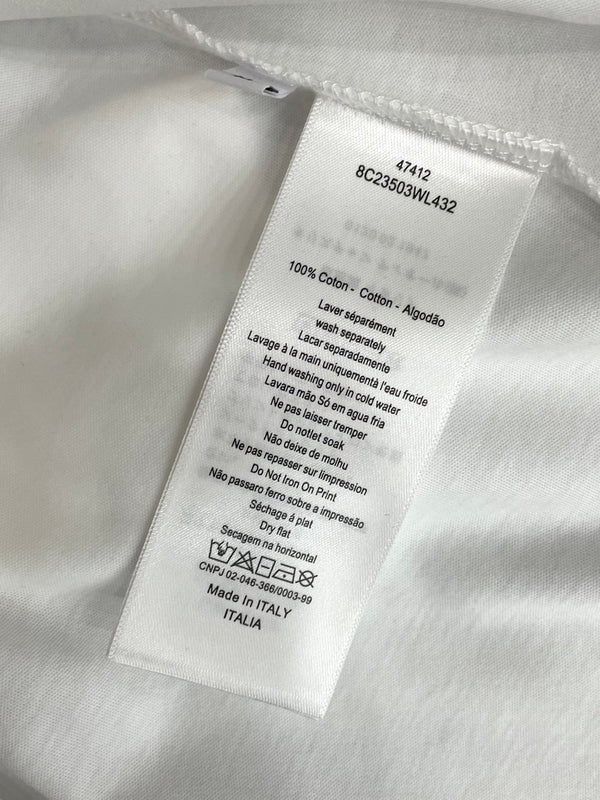 47412
8C23503WL432
100% Coton - Cotton - Algodão
Laver séparément
wash separately
Lacar separadamente
Lavage à la main uniquementà l'eau froide
Hand washing only in cold water
Lavara mão Só em agua fria
Ne pas laisser tremper
Do notlet soak
Não deixe de molhu
Ne pas repasser sur limpression
Do Not Iron On Print
Não passaro ferro sobre a impressão
Séchage á plat
Dry flat
Secagem na horizontal
CNPJ 02-046-366/0003-99
Made In ITALY
ITALIA